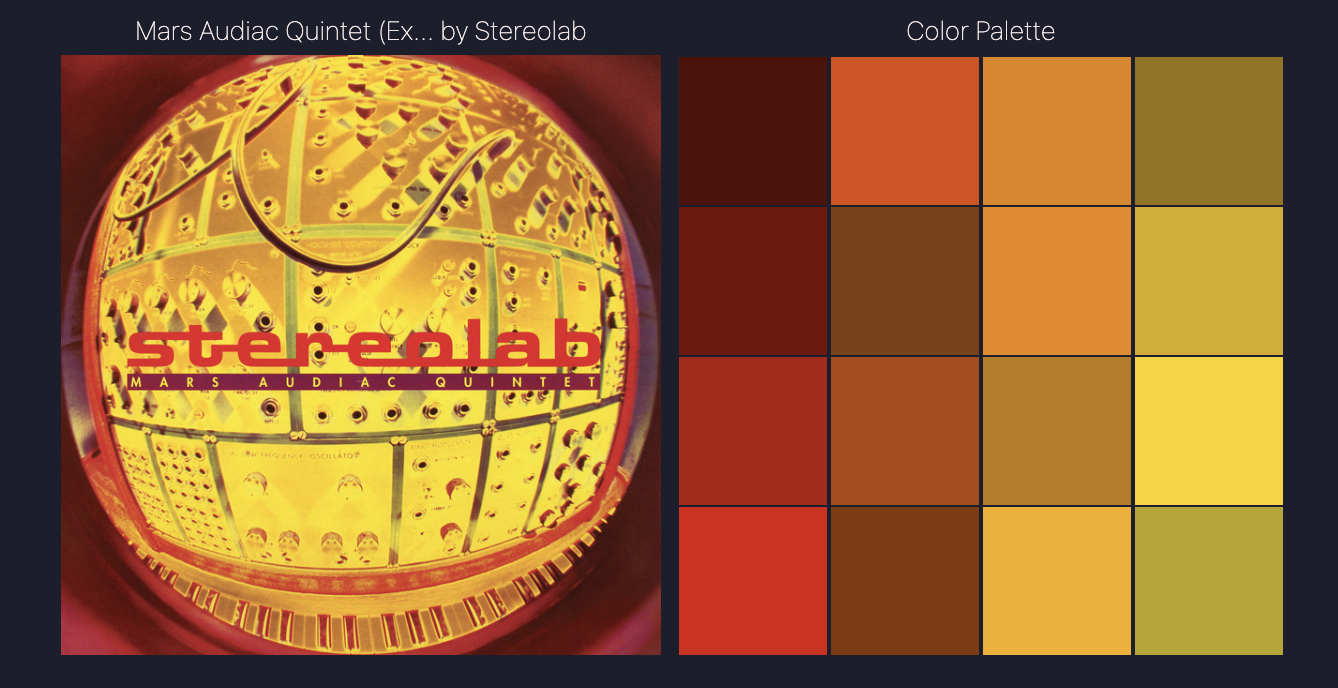 Mars Audiac Quintet (Ex... by Stereolab
Color Palette
stereolab
MARS AUDIAC QUINTET
LOW FREQUENCY OSCILLATOR